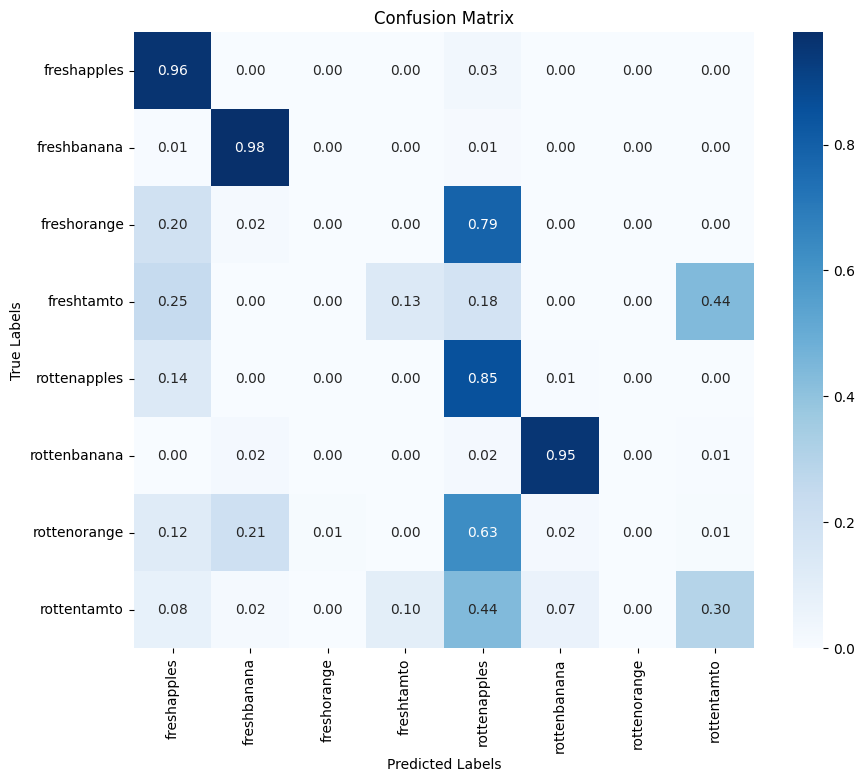 Confusion Matrix
True Labels
freshapples 0.96 0.00 0.00 0.00 0.03 0.00 0.00 0.00
freshbanana 0.01 0.98 0.00 0.00 0.01 0.00 0.00 0.00
freshorange 0.20 0.02 0.00 0.00 0.79 0.00 0.00 0.00
freshtamto 0.25 0.00 0.00 0.13 0.18 0.00 0.00 0.44
rottenapples 0.14 0.00 0.00 0.00 0.85 0.01 0.00 0.00
rottenbanana 0.00 0.02 0.00 0.00 0.02 0.95 0.00 0.01
rottenorange 0.12 0.21 0.01 0.00 0.63 0.02 0.00 0.01
rottentamto 0.08 0.02 0.00 0.10 0.44 0.07 0.00 0.30
freshapples
freshbanana
freshorange
freshtamto
rottenapples
rottenbanana
rottenorange
rottentamto
Predicted Labels
0.8
0.6
0.4
0.2
0.0